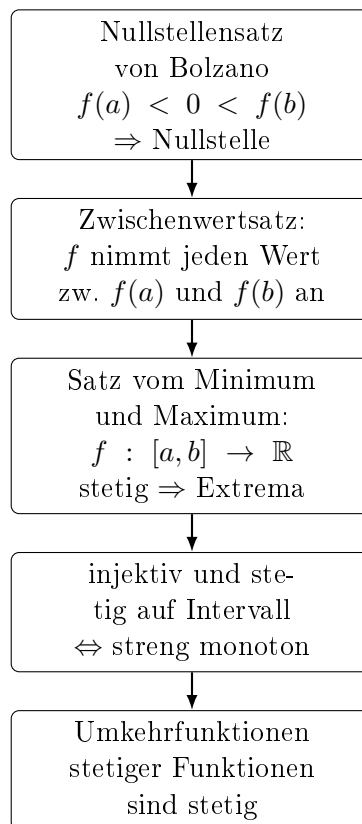 Nullstellensatz
von Bolzano
f(a) < 0 < f(b)
⇒ Nullstelle
Zwischenwertsatz:
f nimmt jeden Wert
zw. f(a) und f(b) an
Satz vom Minimum
und Maximum:
f : [a, b] → ℝ
stetig ⇒ Extrema
injektiv und ste-
tig auf Intervall
⇔ streng monoton
Umkehrfunktionen
stetiger Funktionen
sind stetig